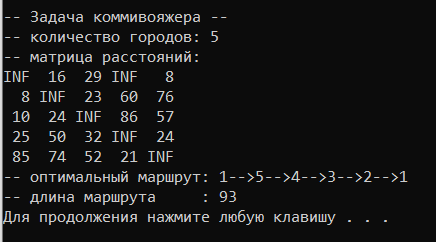 -- Задача коммивояжера --
-- количество городов: 5
-- матрица расстояний:
INF  16  29 INF   8
  8 INF  23  60  76
 10  24 INF  86  57
 25  50  32 INF  24
 85  74  52  21 INF
-- оптимальный маршрут: 1-->5-->4-->3-->2-->1
-- длина маршрута     : 93
Для продолжения нажмите любую клавишу . . .